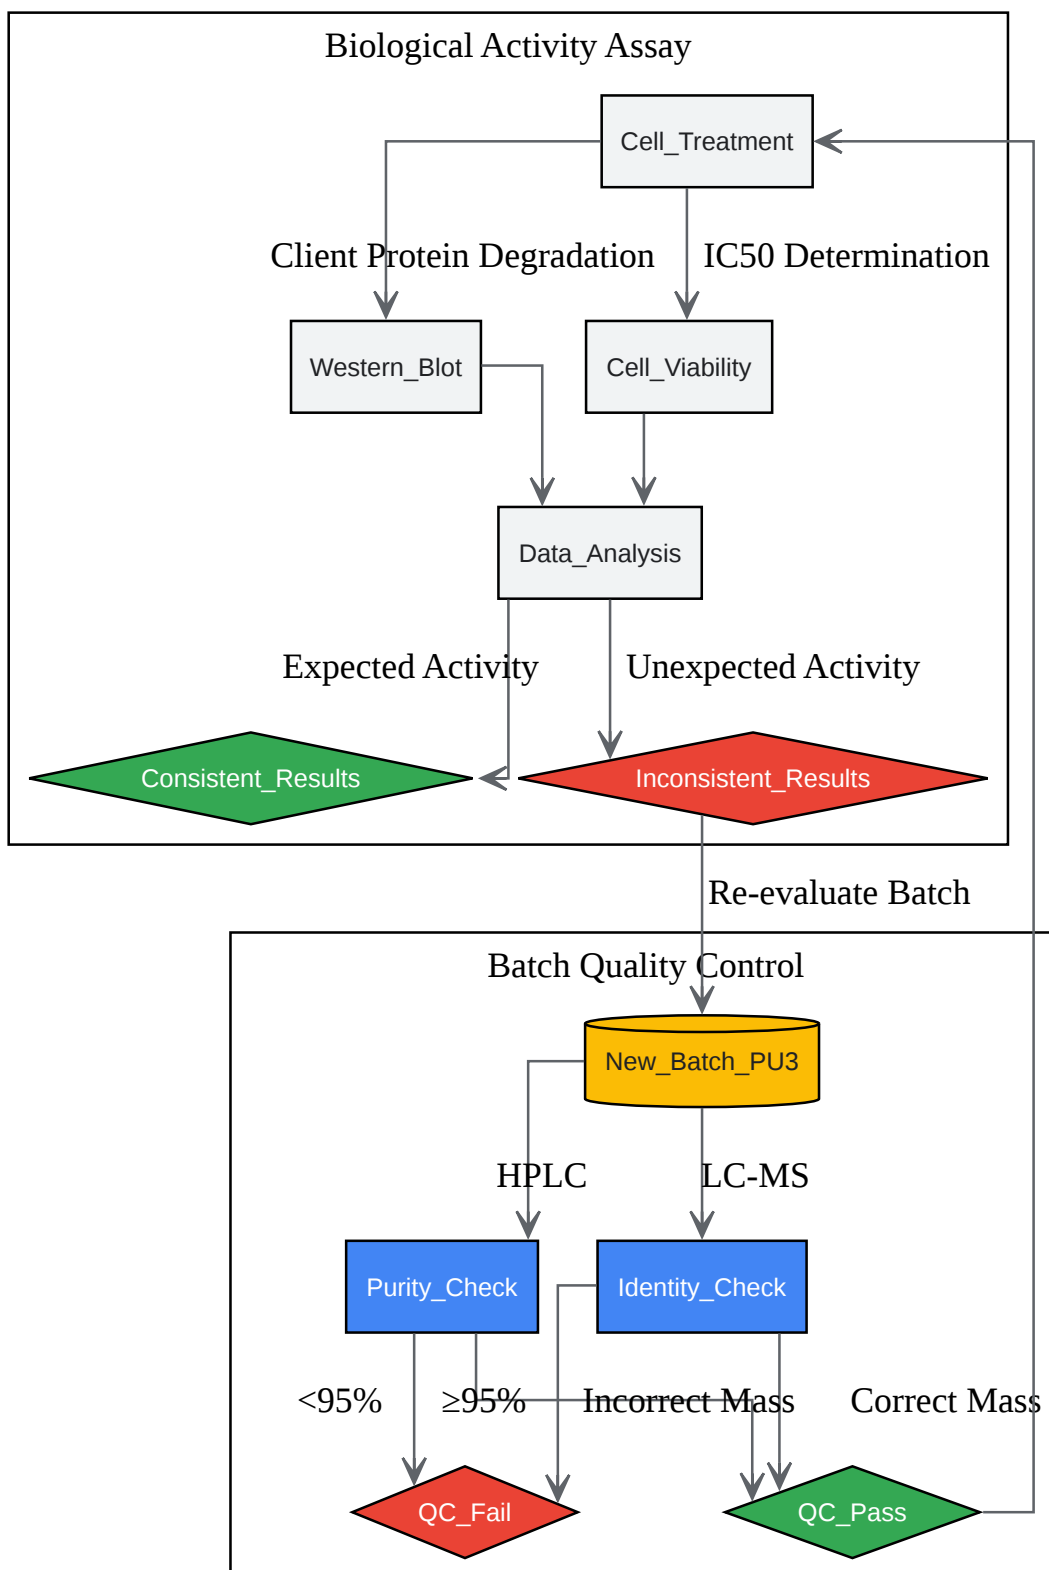 Biological Activity Assay
Cell_Treatment
Client Protein Degradation
IC50 Determination
Western_Blot
Cell_Viability
Data_Analysis
Expected Activity
Unexpected Activity
Consistent_Results
Inconsistent_Results
Re-evaluate Batch
Batch Quality Control
New_Batch_PU3
HPLC
LC-MS
Purity_Check
Identity_Check
<95%
≥95%
Incorrect Mass
Correct Mass
QC_Fail
QC_Pass